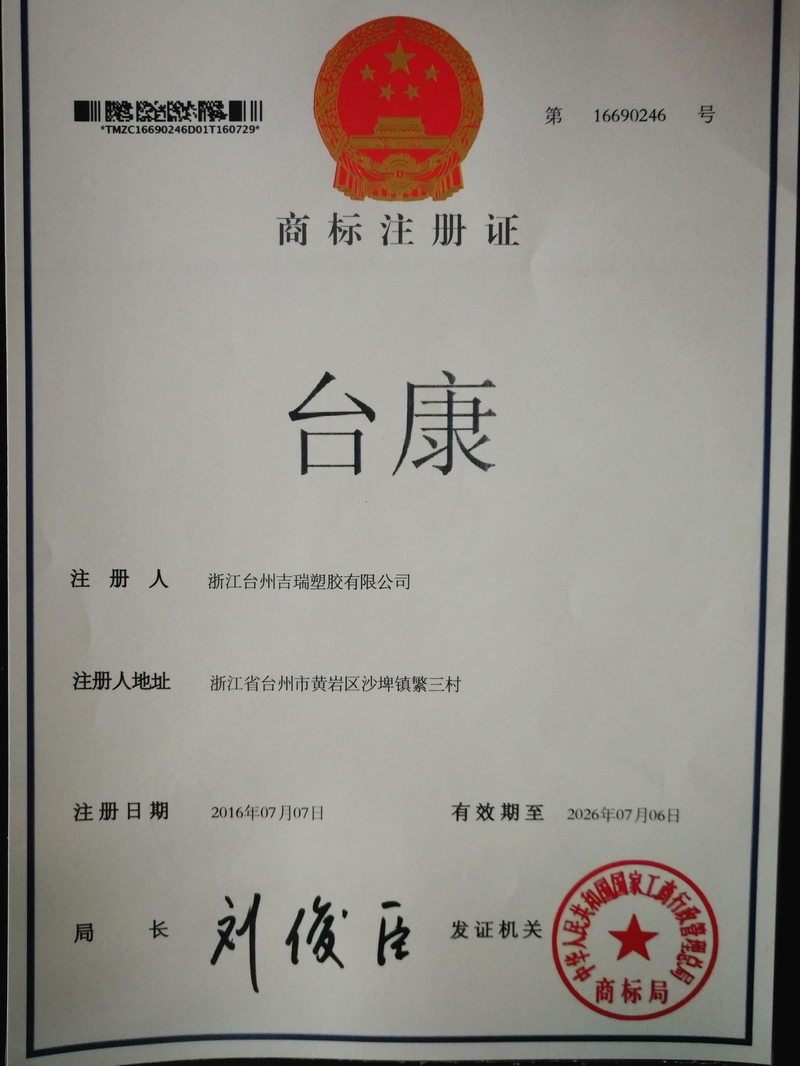 *TMZC16690246D01T160729*
第 16690246 号
商标注册证
台康
注册人 浙江台州吉瑞塑胶有限公司
注册人地址 浙江省台州市黄岩区沙埤镇繁三村
注册日期 2016年07月07日 有效期至 2026年07月06日
局长 刘俊臣 发证机关
中华人民共和国国家工商行政管理总局
商标局